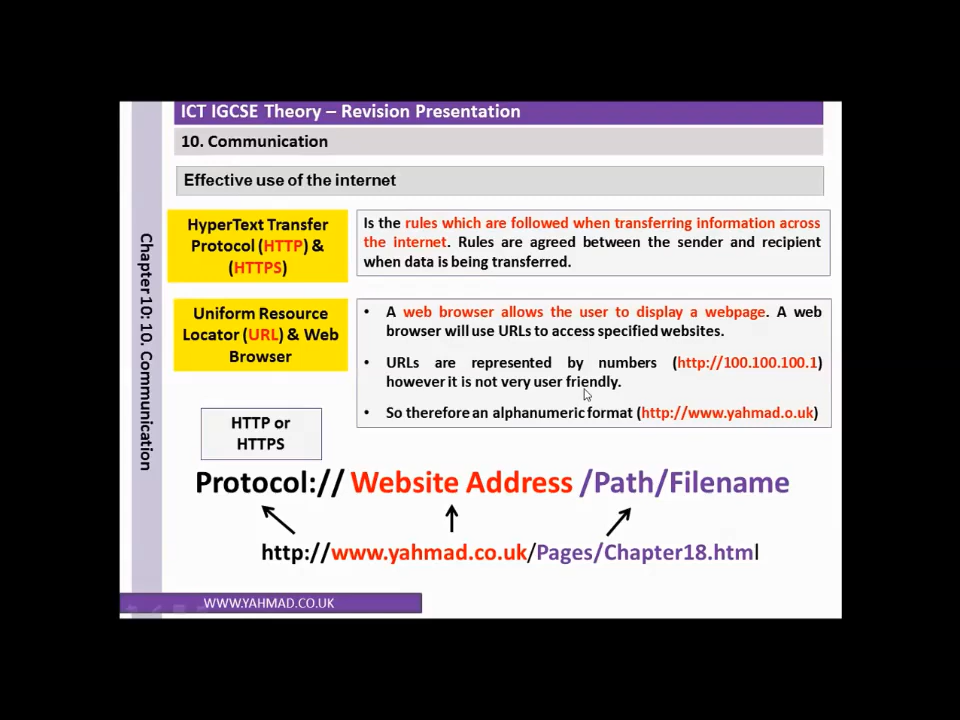 ICT IGCSE Theory – Revision Presentation
10. Communication
Effective use of the internet
Chapter 10: 10. Communication
HyperText Transfer
Protocol (HTTP) &
(HTTPS)
Is the rules which are followed when transferring information across
the internet. Rules are agreed between the sender and recipient
when data is being transferred.
Uniform Resource
Locator (URL) & Web
Browser
• A web browser allows the user to display a webpage. A web
browser will use URLs to access specified websites.
• URLs are represented by numbers (http://100.100.100.1)
however it is not very user friendly.
• So therefore an alphanumeric format (http://www.yahmad.o.uk)
HTTP or
HTTPS
Protocol:// Website Address /Path/Filename
http://www.yahmad.co.uk/Pages/Chapter18.html
WWW.YAHMAD.CO.UK